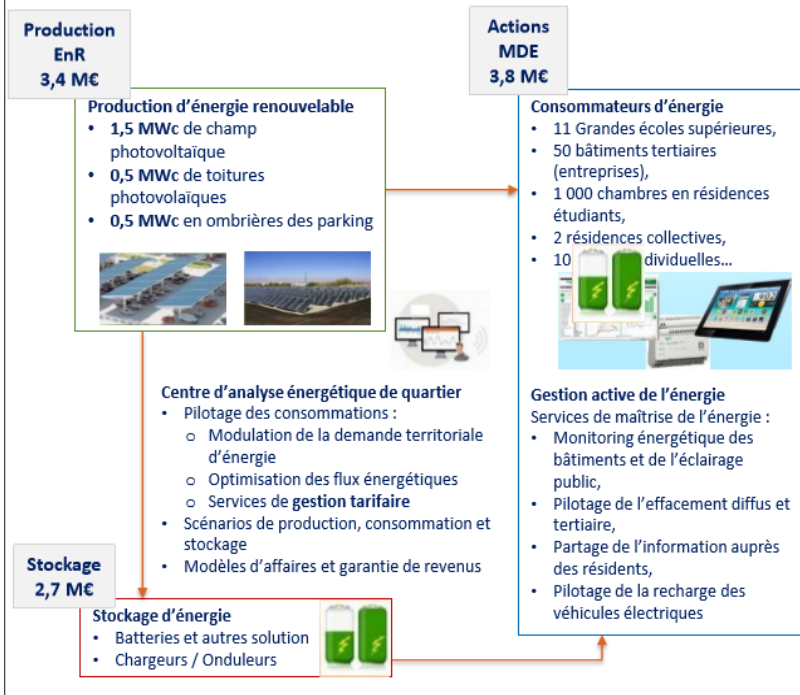 Production
EnR
3,4 M€
Production d'énergie renouvelable
• 1,5 MWc de champ
photovoltaïque
• 0,5 MWc de toitures
photovolaïques
• 0,5 MWc en ombrières des parking
Actions
MDE
3,8 M€
Consommateurs d'énergie
• 11 Grandes écoles supérieures,
• 50 bâtiments tertiaires
(entreprises),
• 1 000 chambres en résidences
étudiants,
• 2 résidences collectives,
• 10 dividuelles…
Centre d'analyse énergétique de quartier
• Pilotage des consommations :
o Modulation de la demande territoriale
d'énergie
o Optimisation des flux énergétiques
o Services de gestion tarifaire
• Scénarios de production, consommation et
stockage
• Modèles d'affaires et garantie de revenus
Gestion active de l'énergie
Services de maîtrise de l'énergie :
• Monitoring énergétique des
bâtiments et de l'éclairage
public,
• Pilotage de l'effacement diffus et
tertiaire,
• Partage de l'information auprès
des résidents,
• Pilotage de la recharge des
véhicules électriques
Stockage
2,7 M€
Stockage d'énergie
• Batteries et autres solution
• Chargeurs / Onduleurs